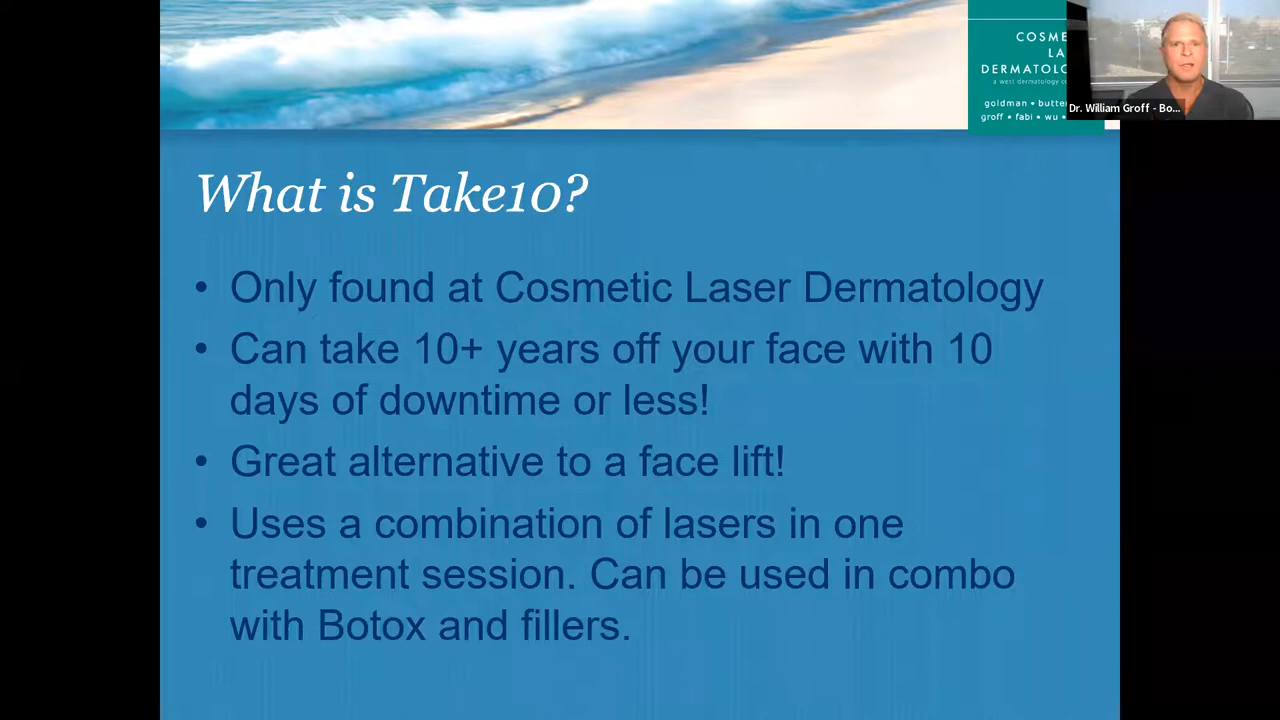 COSME
LA
DERMATOLO
a west dermatology co
goldman • butte
groff • fabi • wu •
Dr. William Groff - Bo...
What is Take10?
• Only found at Cosmetic Laser Dermatology
• Can take 10+ years off your face with 10
days of downtime or less!
• Great alternative to a face lift!
• Uses a combination of lasers in one
treatment session. Can be used in combo
with Botox and fillers.